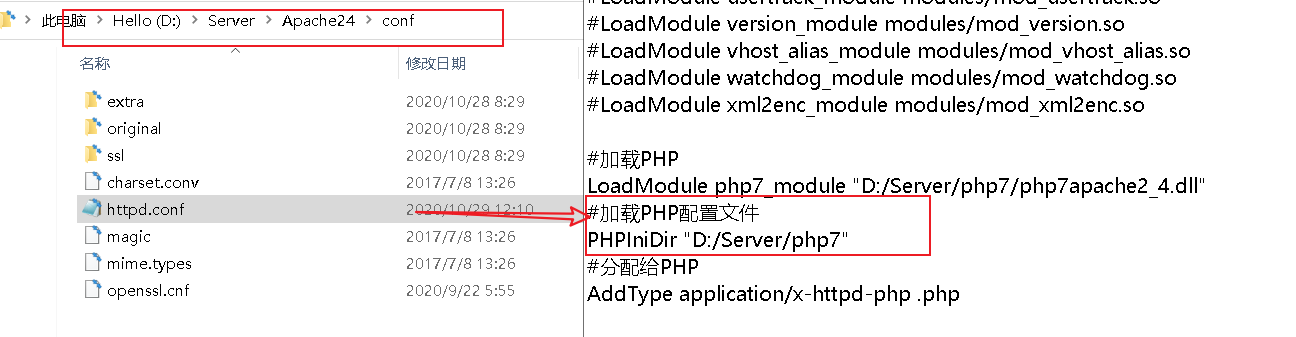 此电脑 > Hello (D:) > Server > Apache24 > conf
名称 修改日期
extra 2020/10/28 8:29
original 2020/10/28 8:29
ssl 2020/10/28 8:29
charset.conv 2017/7/8 13:26
httpd.conf 2020/10/29 12:10
magic 2017/7/8 13:26
mime.types 2017/7/8 13:26
openssl.cnf 2020/9/22 5:55
#LoadModule usertrack_module modules/mod_usertrack.so
#LoadModule version_module modules/mod_version.so
#LoadModule vhost_alias_module modules/mod_vhost_alias.so
#LoadModule watchdog_module modules/mod_watchdog.so
#LoadModule xml2enc_module modules/mod_xml2enc.so
#加载PHP
LoadModule php7_module "D:/Server/php7/php7apache2_4.dll"
#加载PHP配置文件
PHPIniDir "D:/Server/php7"
#分配给PHP
AddType application/x-httpd-php .php